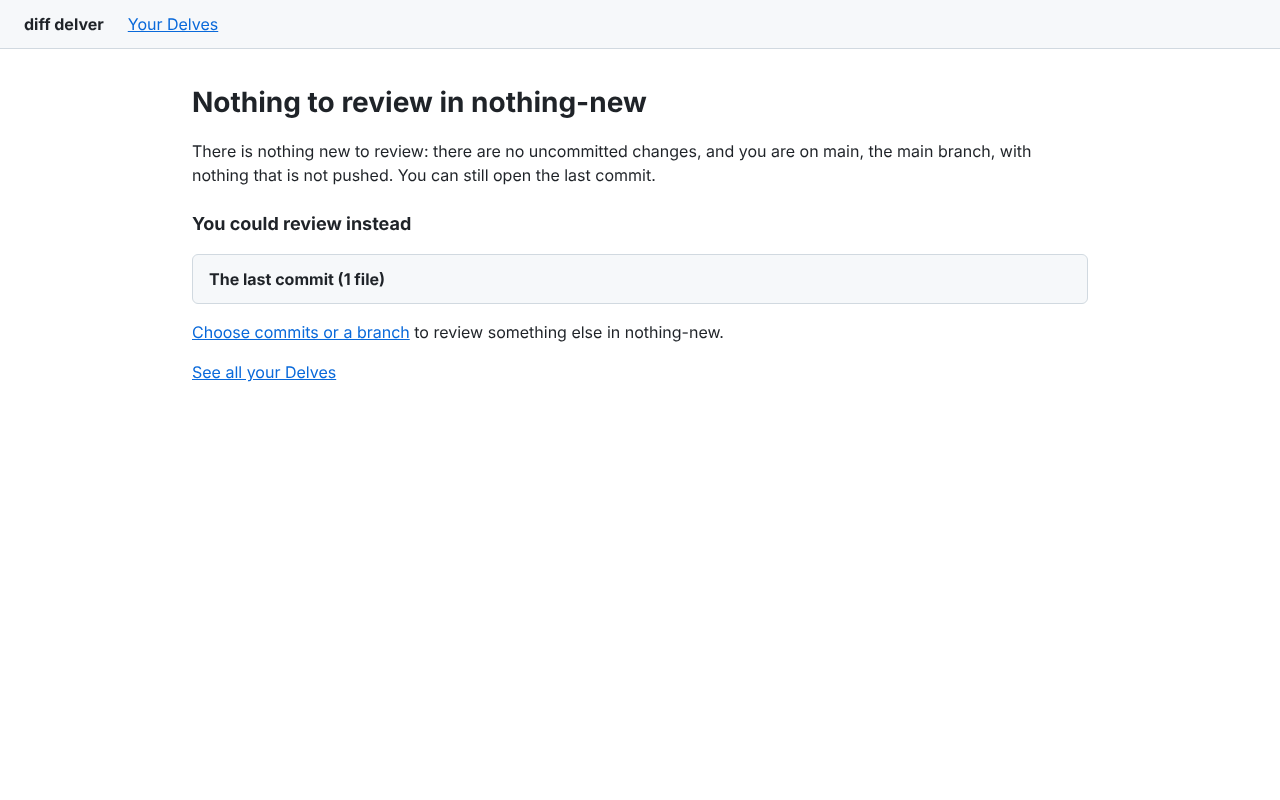 diff delver
Your Delves
Nothing to review in nothing-new
There is nothing new to review: there are no uncommitted changes, and you are on main, the main branch, with
nothing that is not pushed. You can still open the last commit.
You could review instead
The last commit (1 file)
Choose commits or a branch to review something else in nothing-new.
See all your Delves